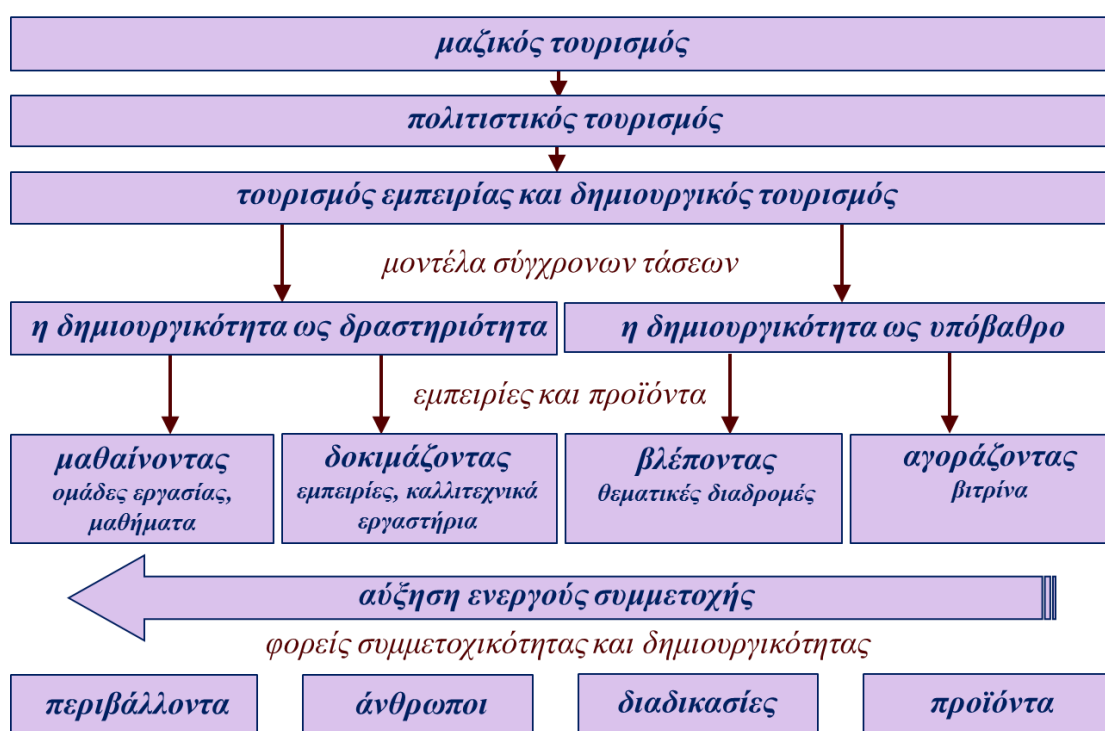 μαζικός τουρισμός
πολιτιστικός τουρισμός
τουρισμός εμπειρίας και δημιουργικός τουρισμός
μοντέλα σύγχρονων τάσεων
η δημιουργικότητα ως δραστηριότητα
η δημιουργικότητα ως υπόβαθρο
εμπειρίες και προϊόντα
μαθαίνοντας
ομάδες εργασίας,
μαθήματα
δοκιμάζοντας
εμπειρίες, καλλιτεχνικά
εργαστήρια
βλέποντας
θεματικές διαδρομές
αγοράζοντας
βιτρίνα
αύξηση ενεργούς συμμετοχής
φορείς συμμετοχικότητας και δημιουργικότητας
περιβάλλοντα
άνθρωποι
διαδικασίες
προϊόντα